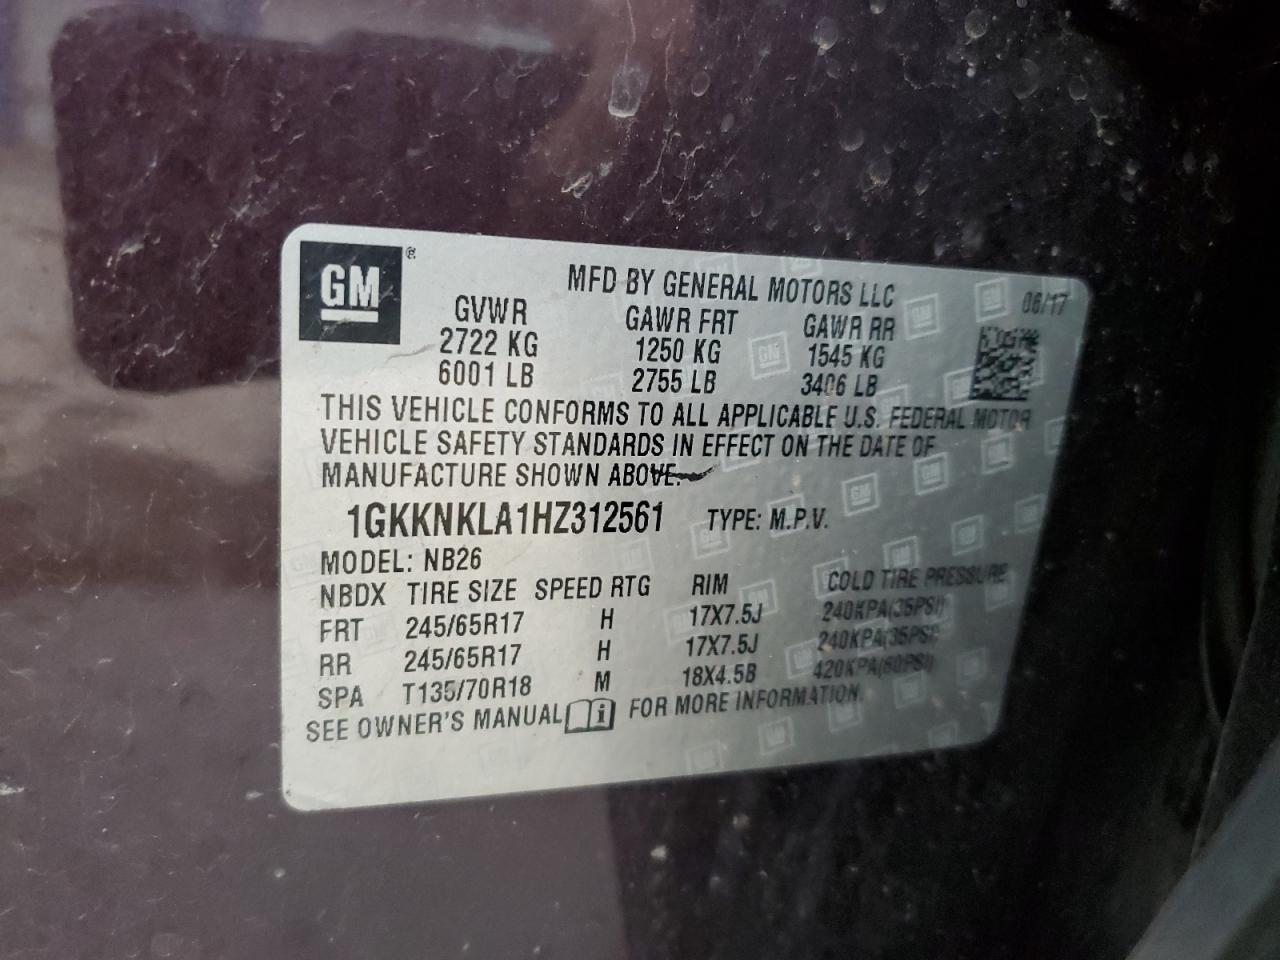 GM®
MFD BY GENERAL MOTORS LLC 06/17
GVWR GAWR FRT GAWR RR
2722 KG 1250 KG 1545 KG
6001 LB 2755 LB 3406 LB
THIS VEHICLE CONFORMS TO ALL APPLICABLE U.S. FEDERAL MOTOR
VEHICLE SAFETY STANDARDS IN EFFECT ON THE DATE OF
MANUFACTURE SHOWN ABOVE.
1GKKNKLA1HZ312561 TYPE: M.P.V.
MODEL: NB26
NBDX TIRE SIZE SPEED RTG RIM COLD TIRE PRESSURE
FRT 245/65R17 H 17X7.5J 240KPA(35PSI)
RR 245/65R17 H 17X7.5J 240KPA(35PSI)
SPA T135/70R18 M 18X4.5B 420KPA(60PSI)
SEE OWNER'S MANUAL i FOR MORE INFORMATION.